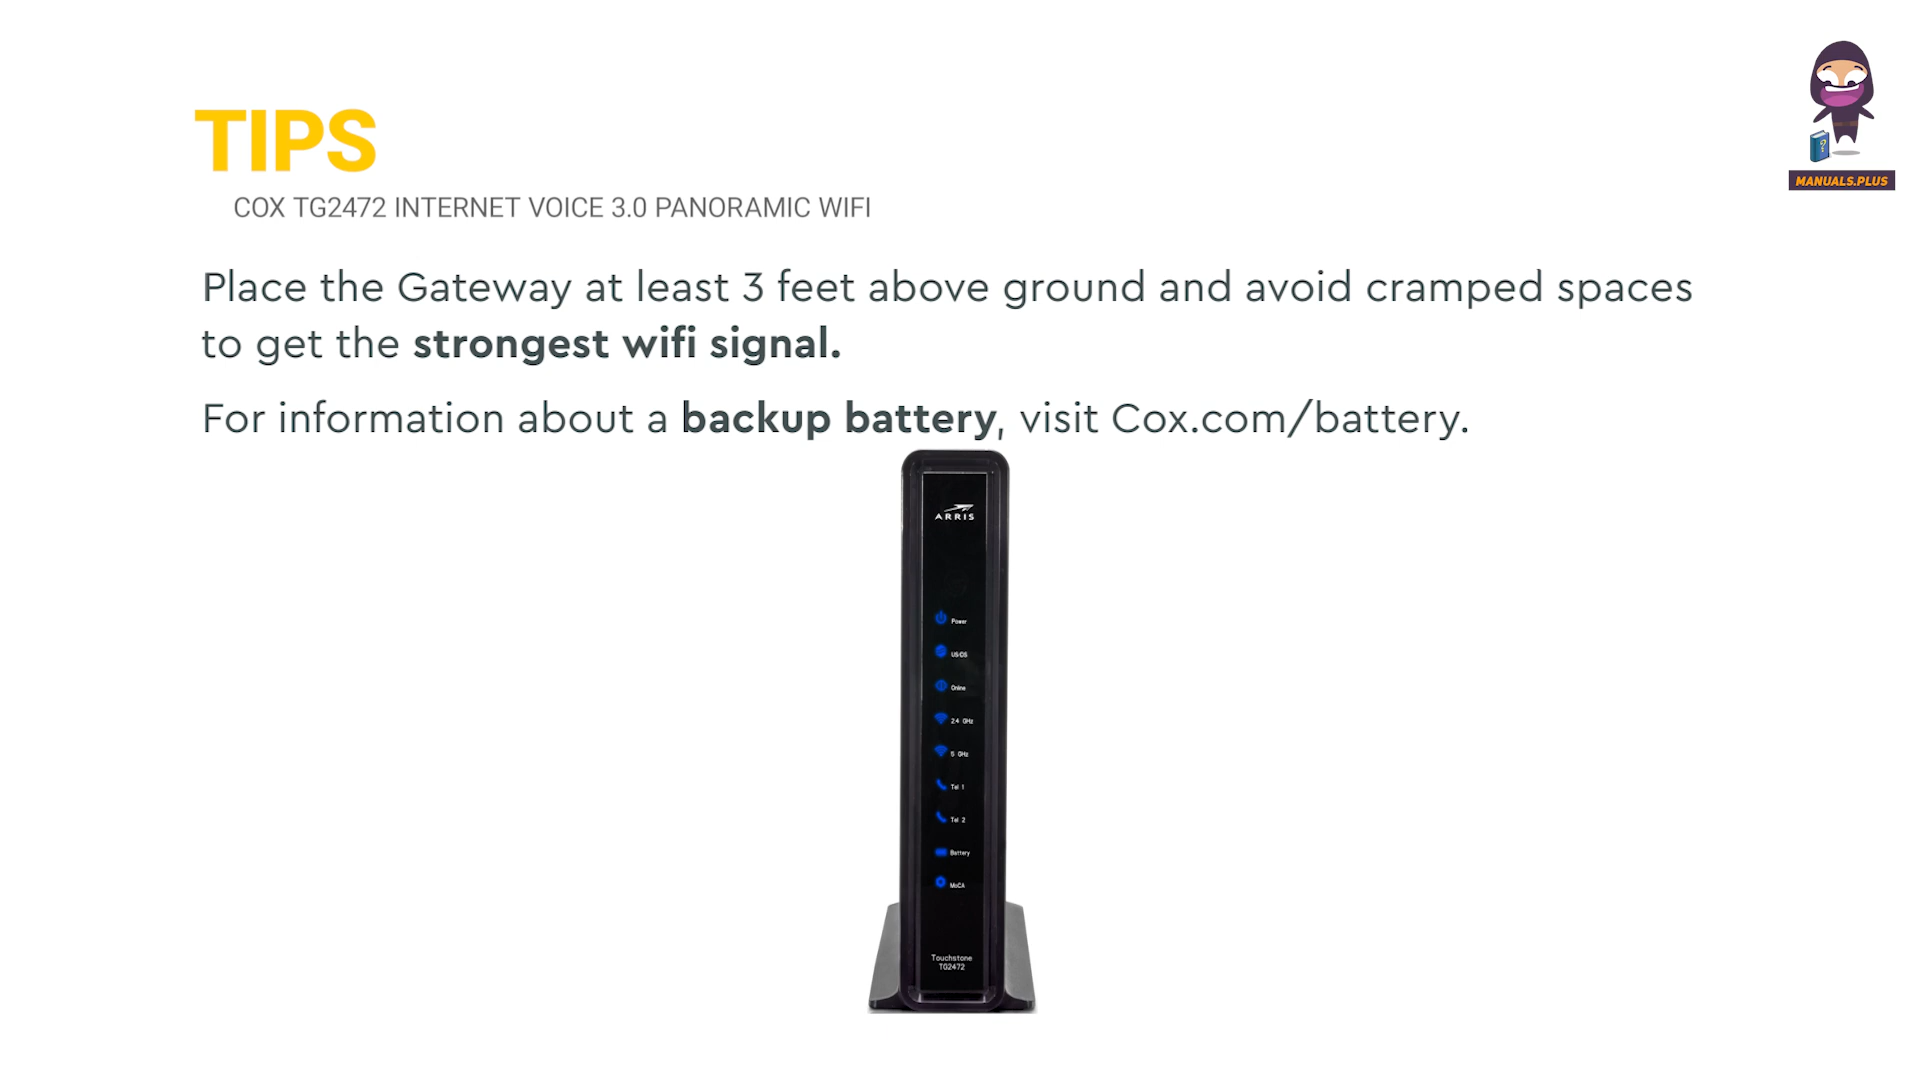 TIPS
COX TG2472 INTERNET VOICE 3.0 PANORAMIC WIFI
Place the Gateway at least 3 feet above ground and avoid cramped spaces
to get the strongest wifi signal.
For information about a backup battery, visit Cox.com/battery.
?
MANUALS.PLUS
ARRIS
Power
US/DS
Online
2.4 GHz
5 GHz
Tel 1
Tel 2
Battery
MoCA
Touchstone
TG2472